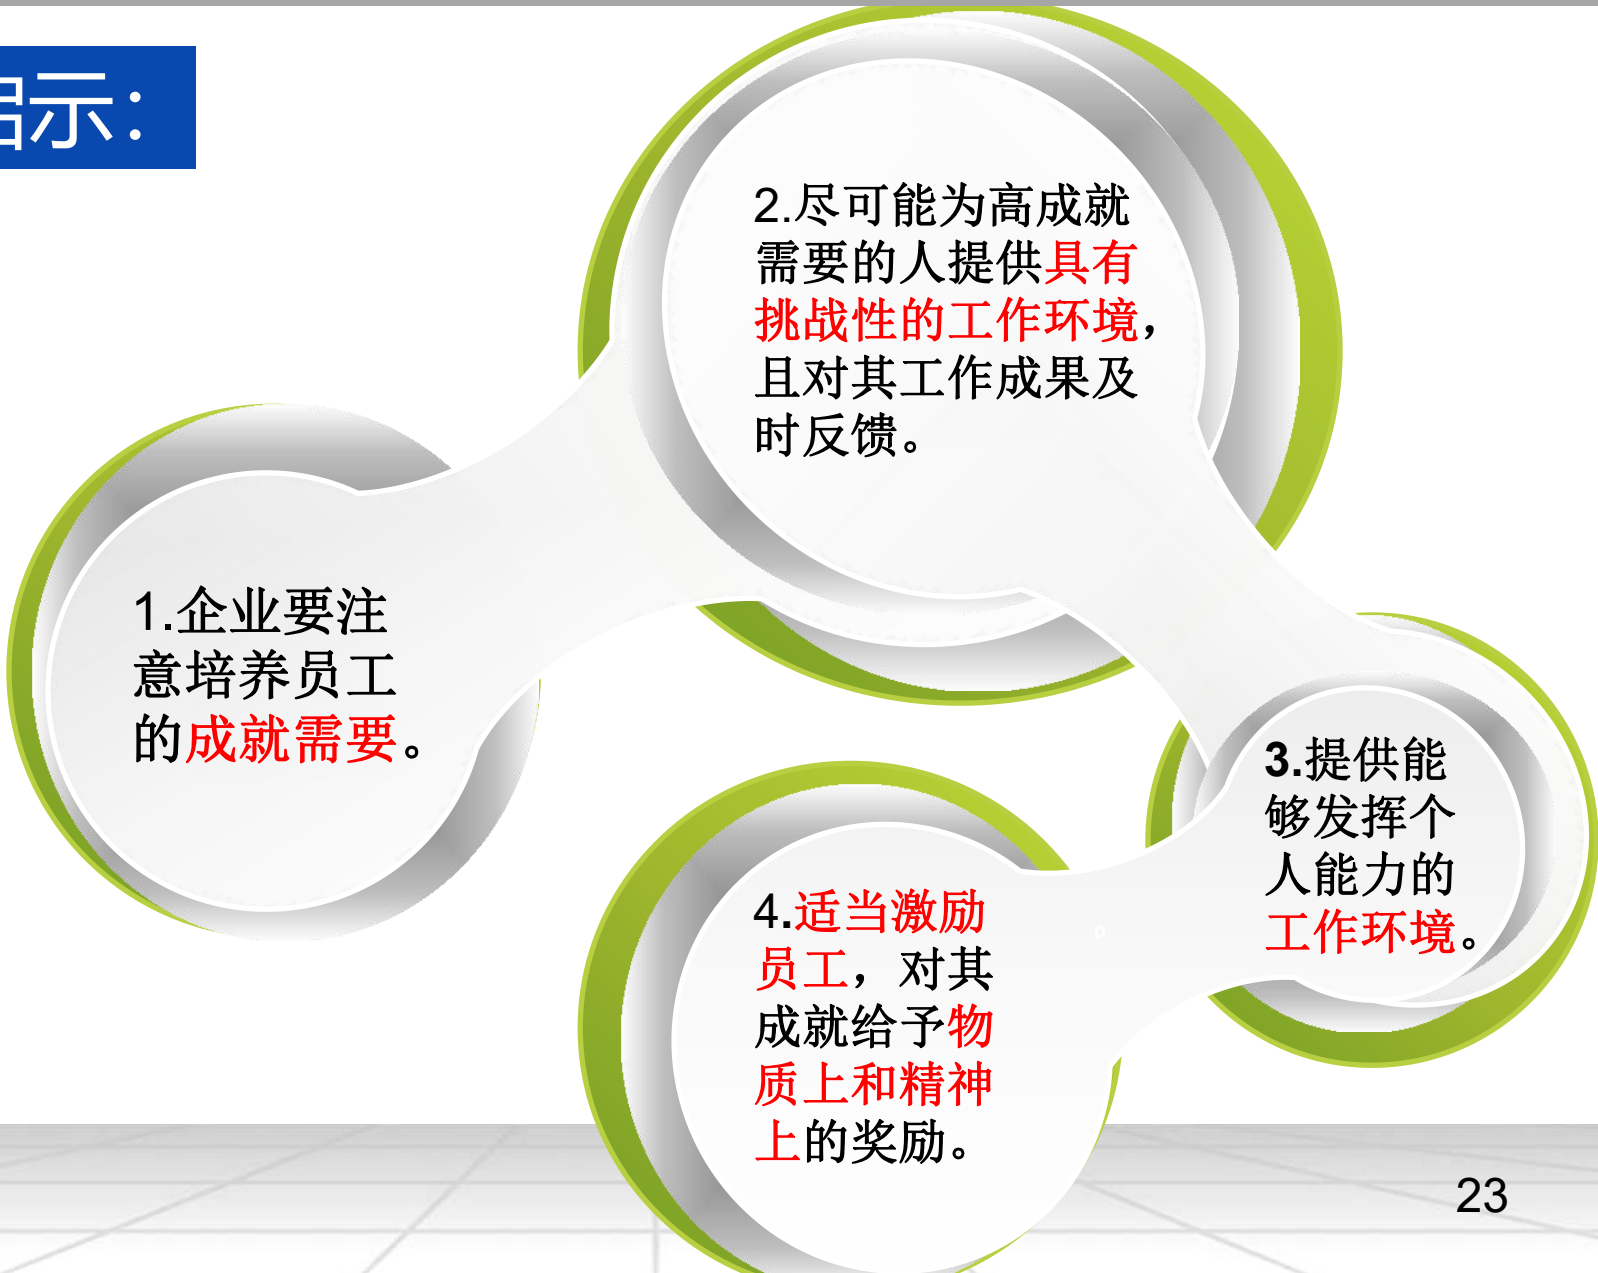 启示：
2.尽可能为高成就
需要的人提供具有
挑战性的工作环境，
且对其工作成果及
时反馈。
1.企业要注
意培养员工
的成就需要。
3.提供能
够发挥个
人能力的
工作环境。
4.适当激励
员工，对其
成就给予物
质上和精神
上的奖励。
23